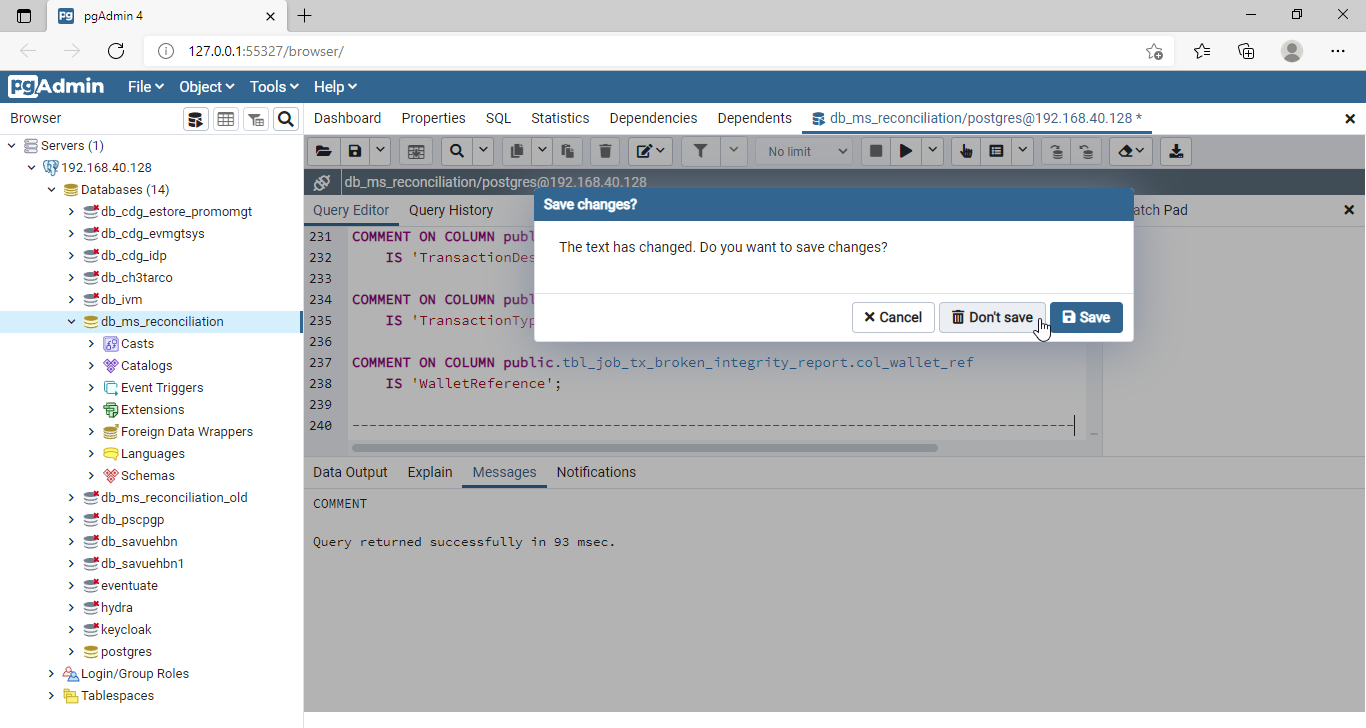 pgAdmin 4
127.0.0.1:55327/browser/
pgAdmin File Object Tools Help
Browser
Dashboard Properties SQL Statistics Dependencies Dependents db_ms_reconciliation/postgres@192.168.40.128 *
Servers (1)
192.168.40.128
Databases (14)
db_cdg_estore_promomgt
db_cdg_evmgtsys
db_cdg_idp
db_ch3tarco
db_ivm
db_ms_reconciliation
Casts
Catalogs
Event Triggers
Extensions
Foreign Data Wrappers
Languages
Schemas
db_ms_reconciliation_old
db_pscpgp
db_savuehbn
db_savuehbn1
eventuate
hydra
keycloak
postgres
Login/Group Roles
Tablespaces
No limit
db_ms_reconciliation/postgres@192.168.40.128
Query Editor Query History
atch Pad
Save changes?
The text has changed. Do you want to save changes?
Cancel Don't save Save
231 COMMENT ON COLUMN publ
232 IS 'TransactionDes
233
234 COMMENT ON COLUMN publ
235 IS 'TransactionTyp
236
237 COMMENT ON COLUMN public.tbl_job_tx_broken_integrity_report.col_wallet_ref
238 IS 'WalletReference';
239
240 --------------------------------------------------------------------------------------
Data Output Explain Messages Notifications
COMMENT
Query returned successfully in 93 msec.